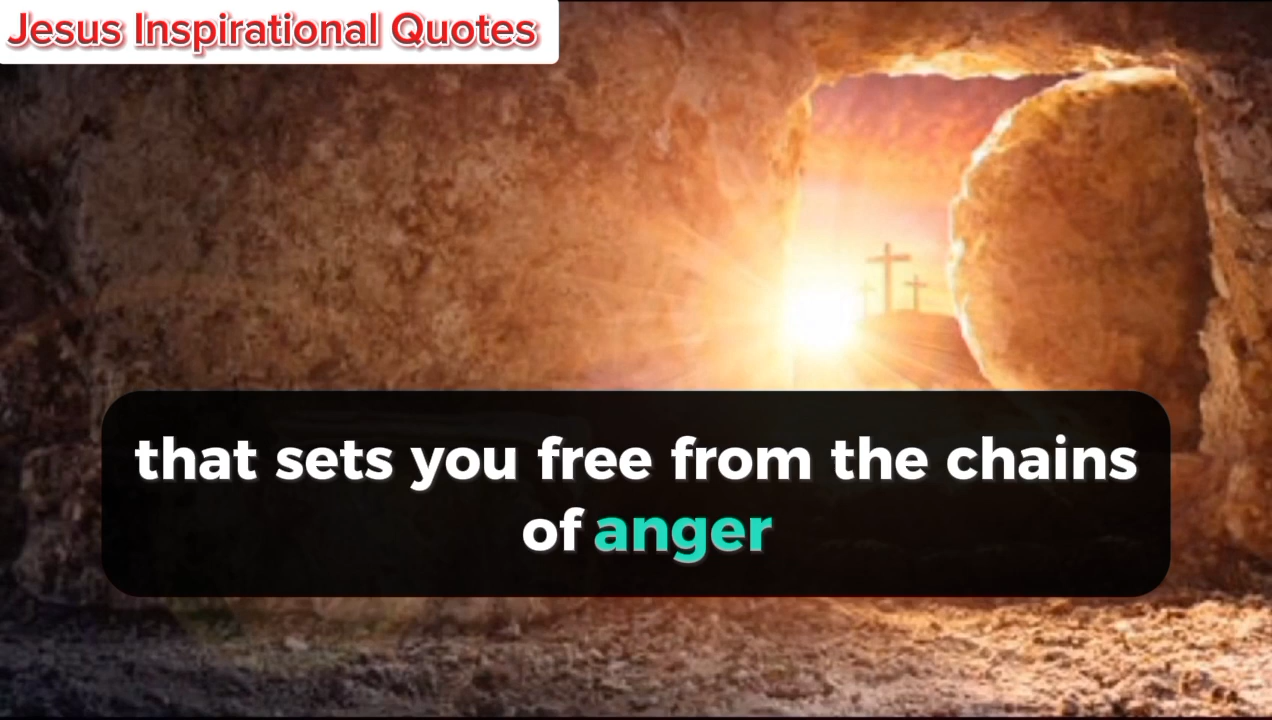 Jesus Inspirational Quotes
that sets you free from the chains
of anger